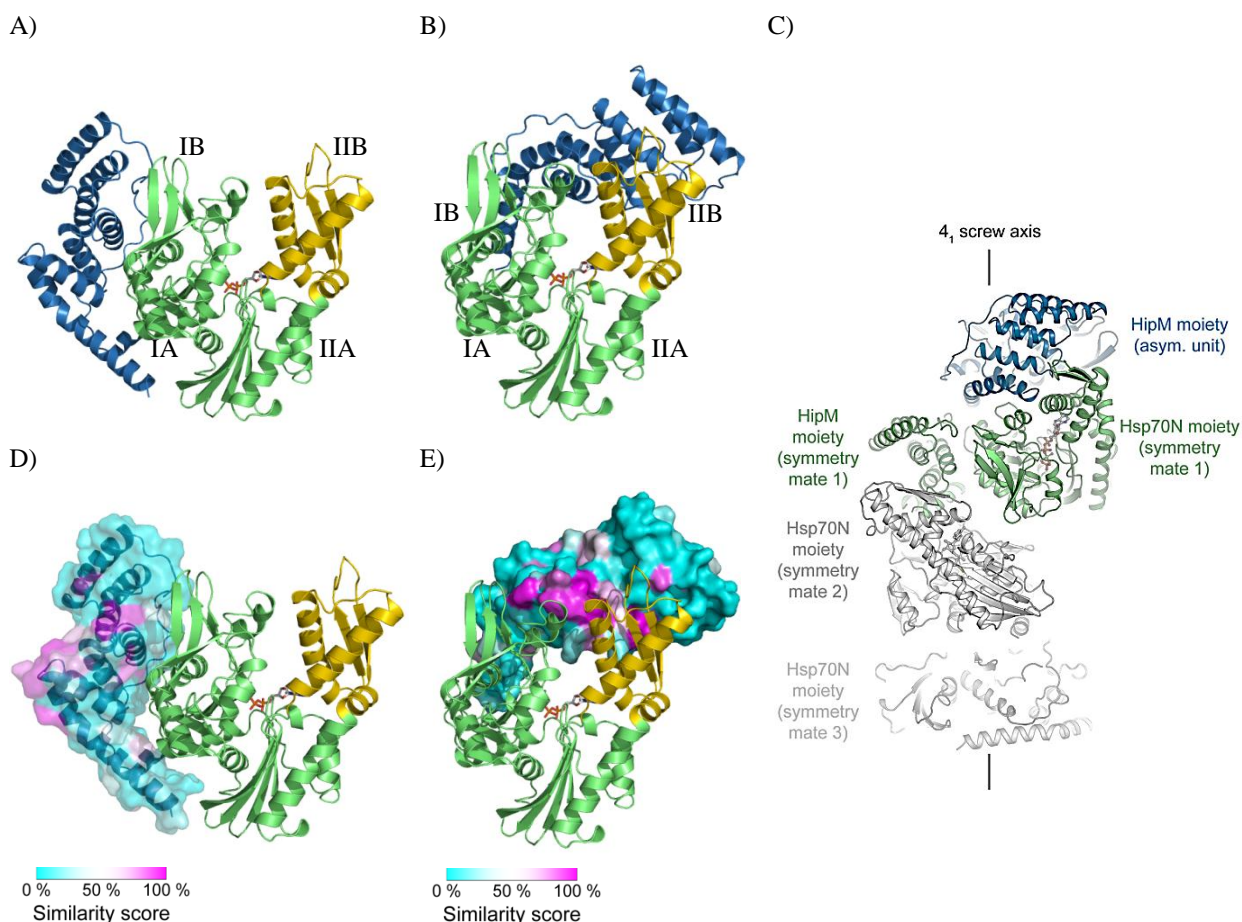 A)
B)
C)
IB
IIB
IA
IIA
IB
IIB
IA
IIA
4₁ screw axis
HipM moiety
(asym. unit)
HipM
moiety
(symmetry
mate 1)
Hsp70N moiety
(symmetry
mate 1)
Hsp70N
moiety
(symmetry
mate 2)
Hsp70N
moiety
(symmetry
mate 3)
D)
E)
0 % 50 % 100 %
Similarity score
0 % 50 % 100 %
Similarity score